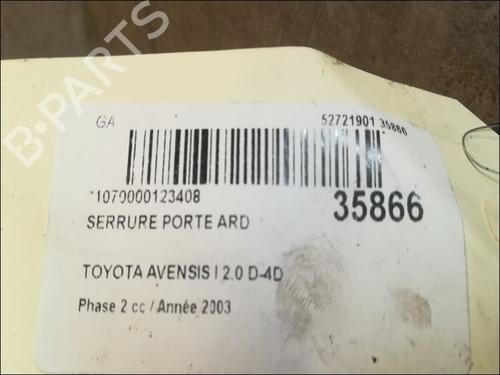 B-PARTS
GA
52721901 35866
*1070000123408
35866
SERRURE PORTE ARD
TOYOTA AVENSIS I 2.0 D-4D
Phase 2 cc / Année 2003